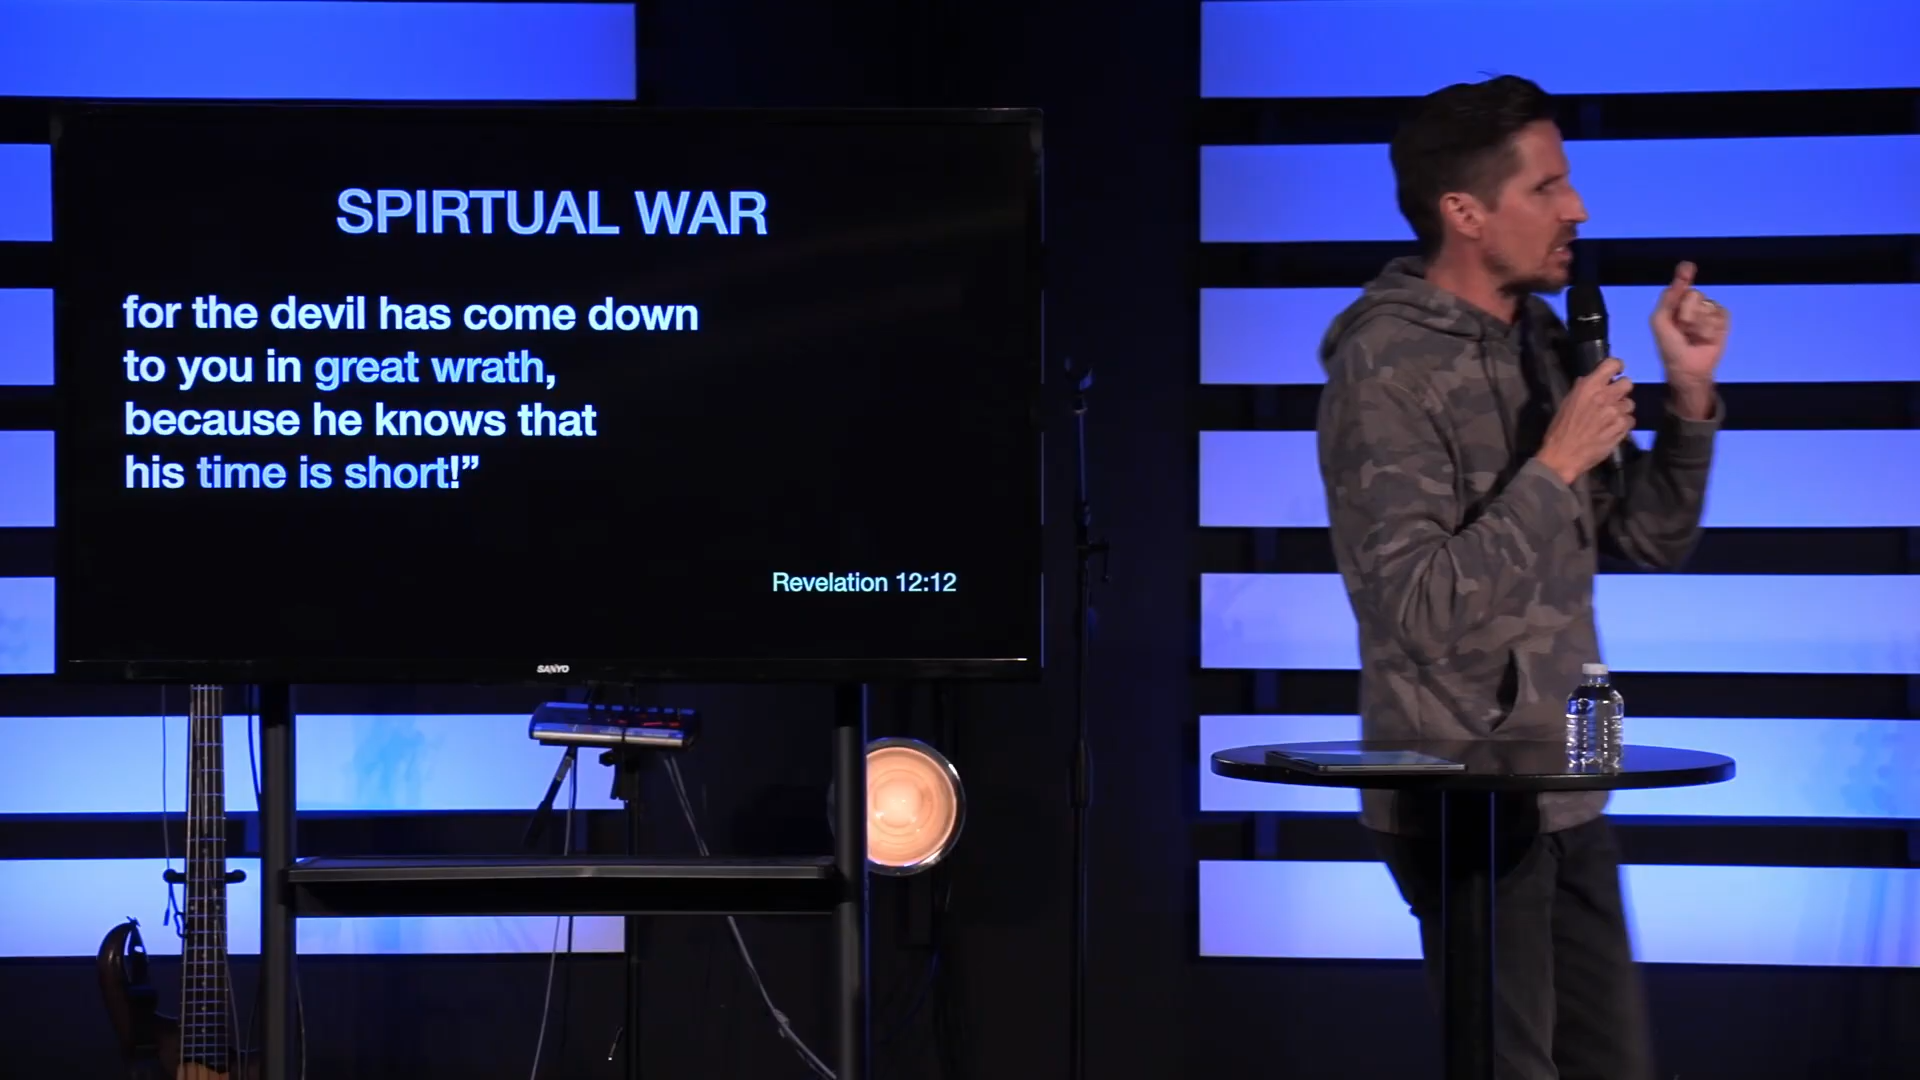 SPIRTUAL WAR
for the devil has come down
to you in great wrath,
because he knows that
his time is short!”
Revelation 12:12
SANYO